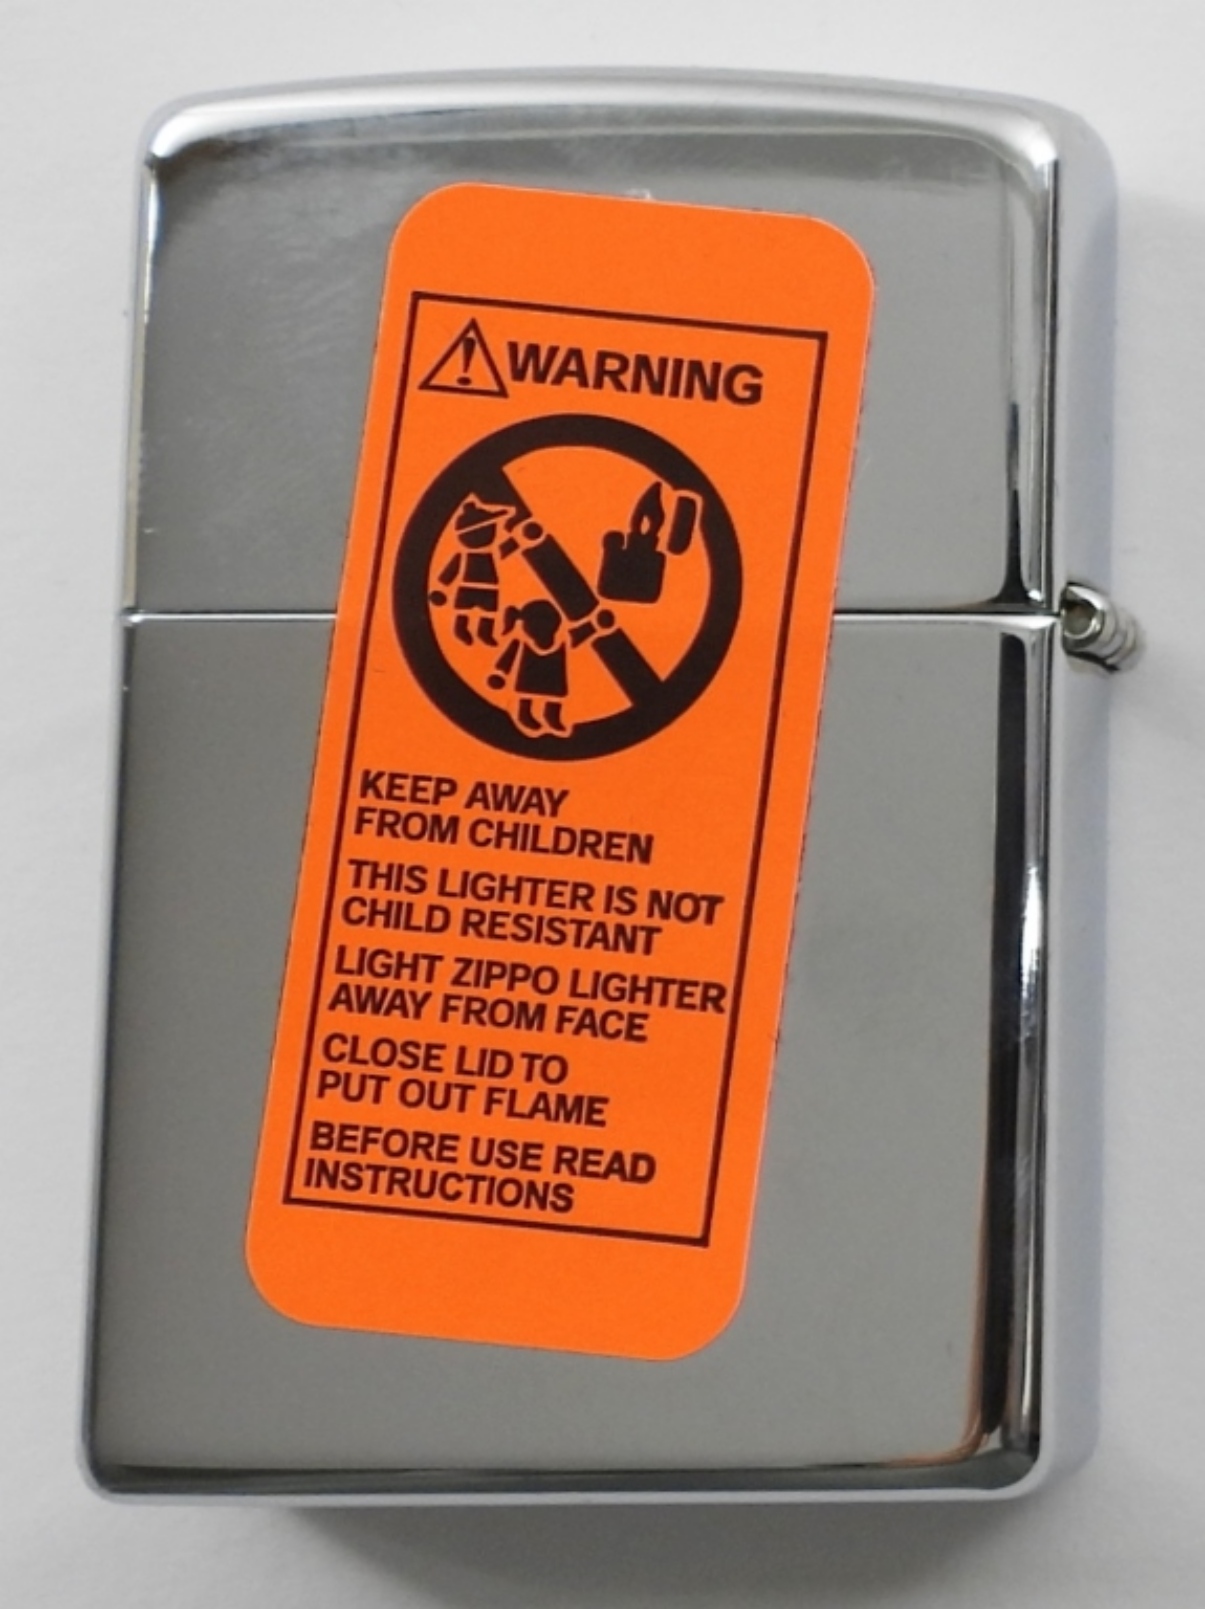 WARNING
KEEP AWAY
FROM CHILDREN
THIS LIGHTER IS NOT
CHILD RESISTANT
LIGHT ZIPPO LIGHTER
AWAY FROM FACE
CLOSE LID TO
PUT OUT FLAME
BEFORE USE READ
INSTRUCTIONS